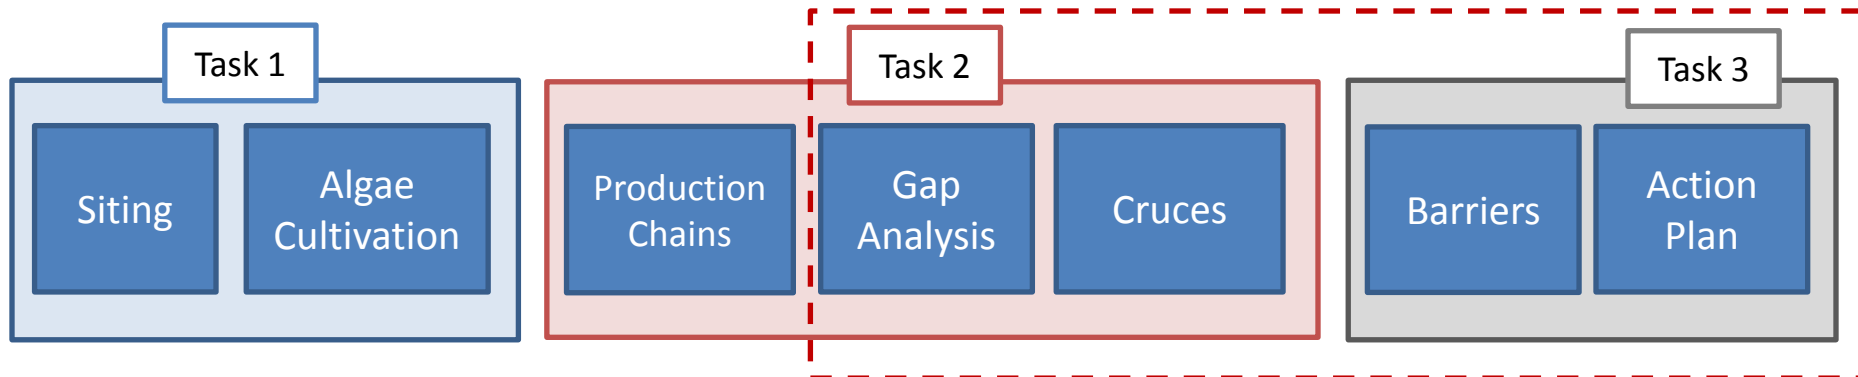 Task 1
Siting
Algae
Cultivation
Task 2
Production
Chains
Gap
Analysis
Cruces
Task 3
Barriers
Action
Plan